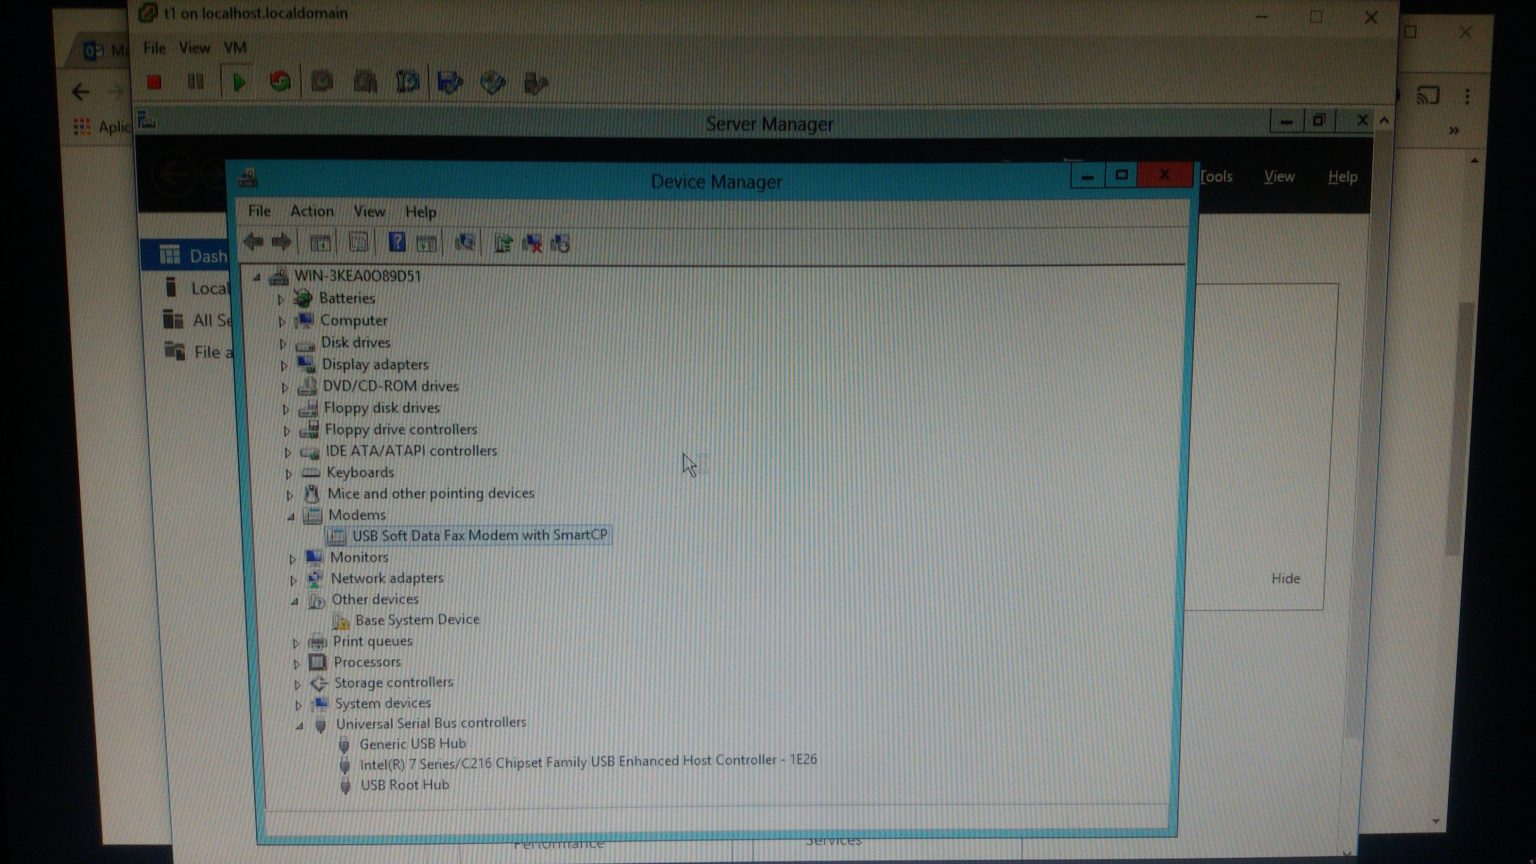 t1 on localhost.localdomain
File View VM
Aplic
Server Manager
Tools View Help
Device Manager
File Action View Help
Dash
Local
All Se
File a
WIN-3KEA0O89D51
Batteries
Computer
Disk drives
Display adapters
DVD/CD-ROM drives
Floppy disk drives
Floppy drive controllers
IDE ATA/ATAPI controllers
Keyboards
Mice and other pointing devices
Modems
USB Soft Data Fax Modem with SmartCP
Monitors
Network adapters
Other devices
Base System Device
Print queues
Processors
Storage controllers
System devices
Universal Serial Bus controllers
Generic USB Hub
Intel(R) 7 Series/C216 Chipset Family USB Enhanced Host Controller - 1E26
USB Root Hub
Hide
Performance
Services